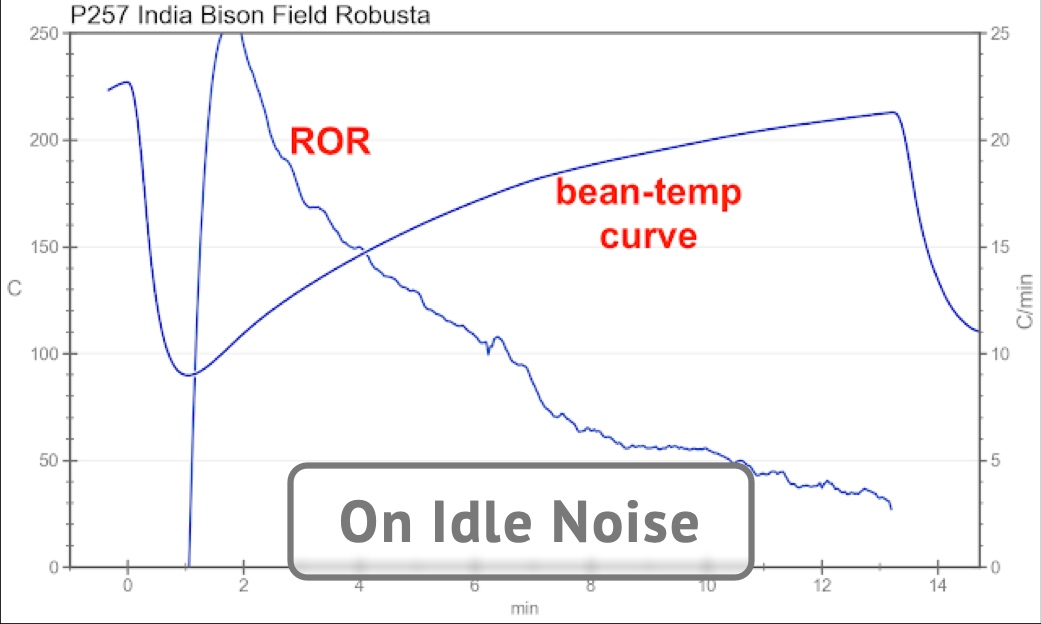 P257 India Bison Field Robusta
250
200
150
100
50
0
C
25
20
15
10
5
0
C/min
ROR
bean-temp
curve
On Idle Noise
0 2 4 6 8 10 12 14
min